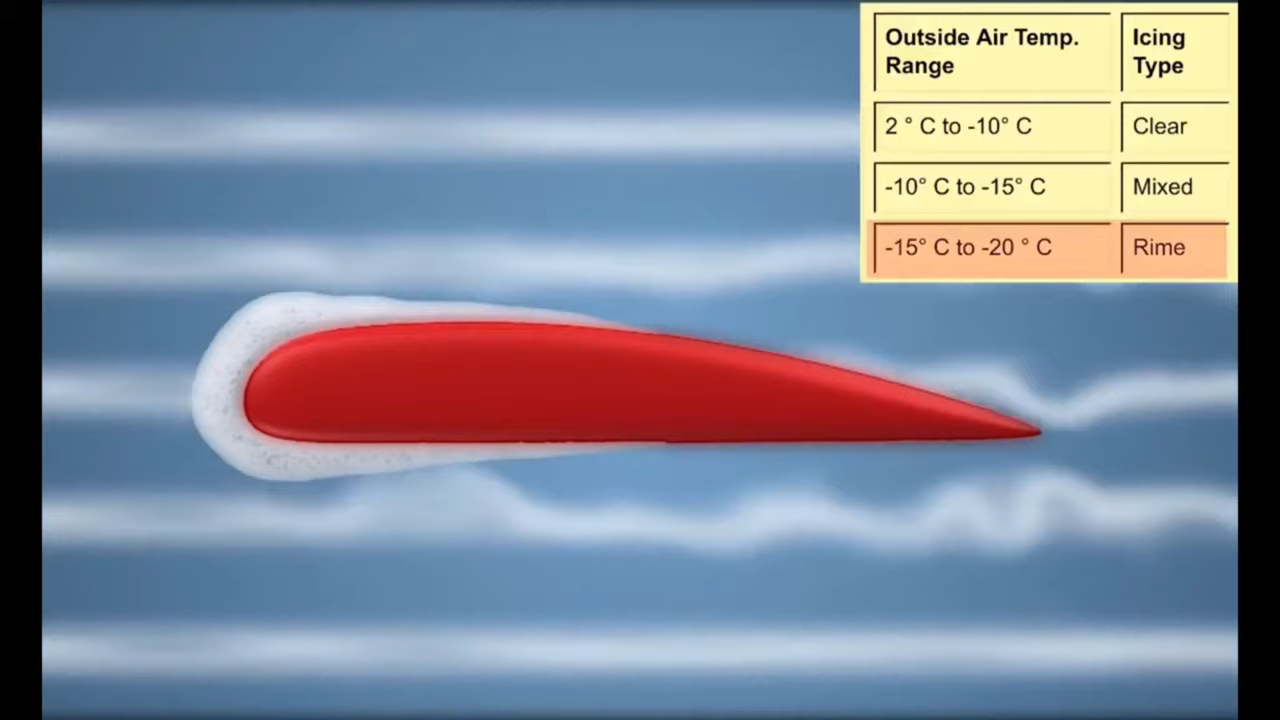 Outside Air Temp. Range
Icing Type
2 ° C to -10° C
Clear
-10° C to -15° C
Mixed
-15° C to -20 ° C
Rime